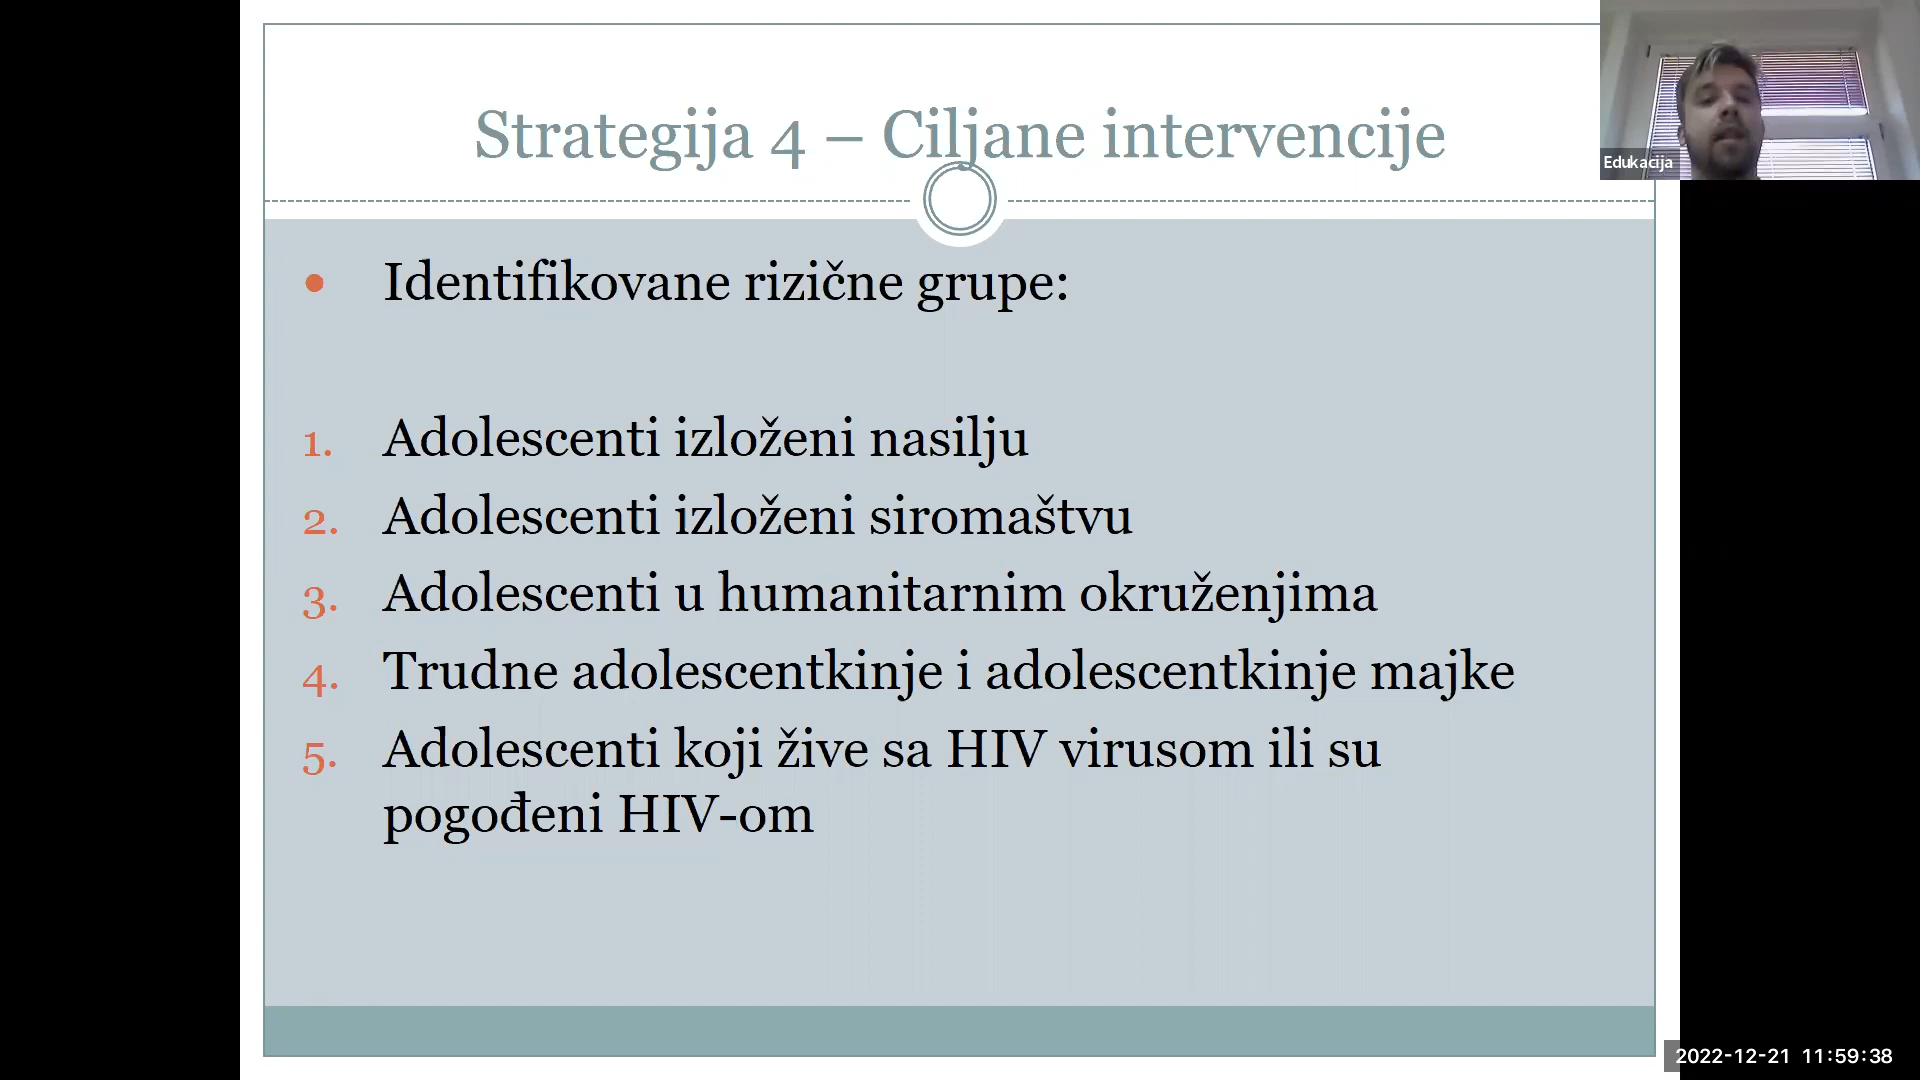 Strategija 4 – Ciljane intervencije
Edukacija
• Identifikovane rizične grupe:
1. Adolescenti izloženi nasilju
2. Adolescenti izloženi siromaštvu
3. Adolescenti u humanitarnim okruženjima
4. Trudne adolescentkinje i adolescentkinje majke
5. Adolescenti koji žive sa HIV virusom ili su
pogođeni HIV-om
2022-12-21 11:59:38